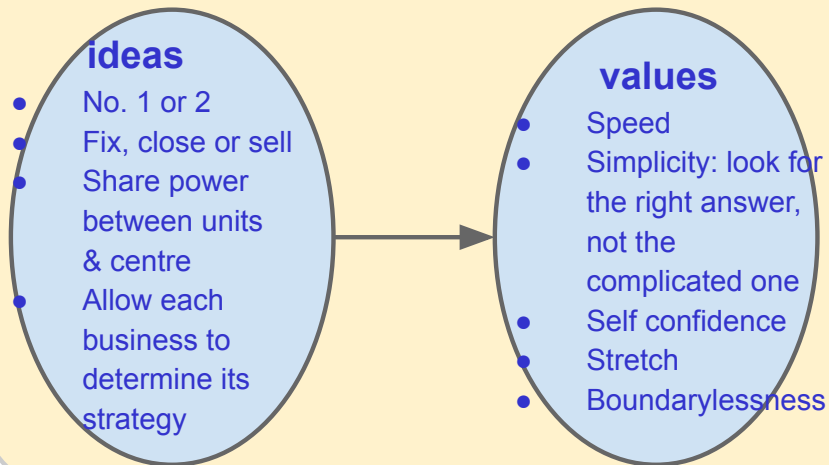 ideas
● No. 1 or 2
● Fix, close or sell
● Share power
between units
& centre
● Allow each
business to
determine its
strategy
values
● Speed
● Simplicity: look for
the right answer,
not the
complicated one
● Self confidence
● Stretch
● Boundarylessness